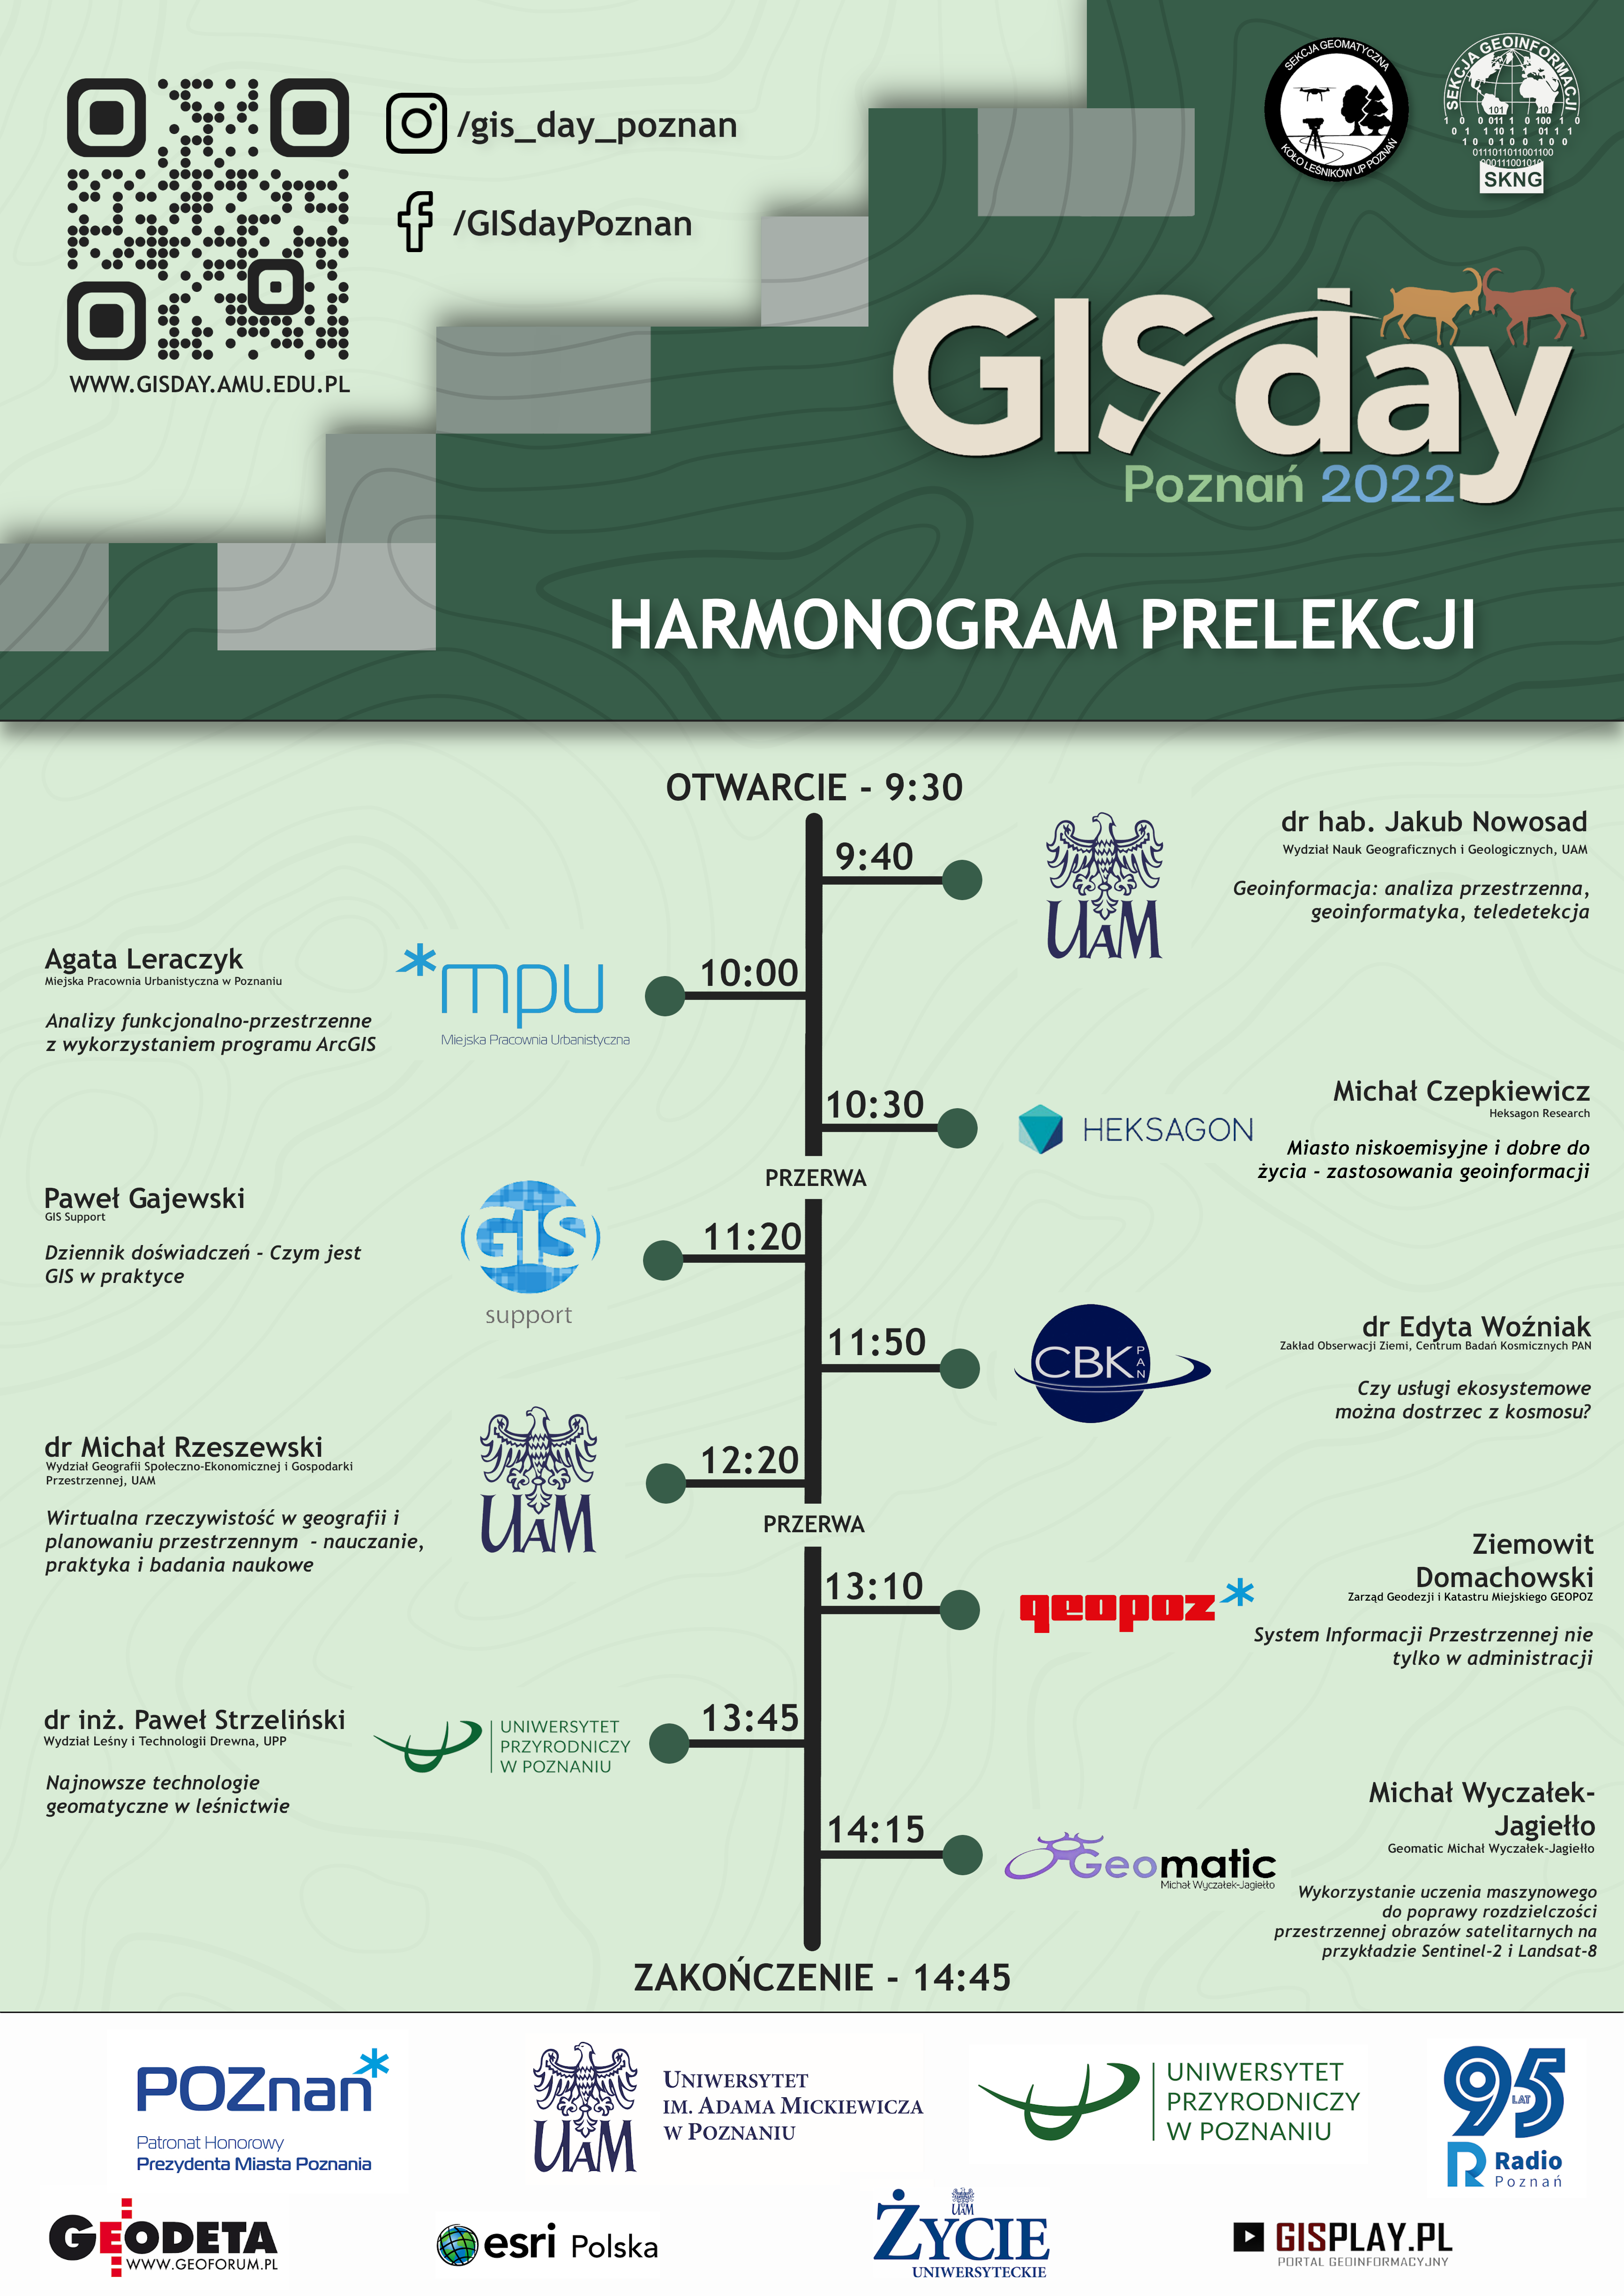 /gis_day_poznan
/GISdayPoznan
WWW.GISDAY.AMU.EDU.PL
SEKCJA GEOMATYCZNA
KOŁO LEŚNIKÓW UP POZNAŃ
SEKCJA GEOINFORMACJI
SKNG
GISday
Poznań 2022
HARMONOGRAM PRELEKCJI
OTWARCIE - 9:30
9:40
UAM
dr hab. Jakub Nowosad
Wydział Nauk Geograficznych i Geologicznych, UAM
Geoinformacja: analiza przestrzenna,
geoinformatyka, teledetekcja
Agata Leraczyk
Miejska Pracownia Urbanistyczna w Poznaniu
Analizy funkcjonalno-przestrzenne
z wykorzystaniem programu ArcGIS
*mpu
Miejska Pracownia Urbanistyczna
10:00
10:30
HEKSAGON
Michał Czepkiewicz
Heksagon Research
Miasto niskoemisyjne i dobre do
życia - zastosowania geoinformacji
PRZERWA
Paweł Gajewski
GIS Support
Dziennik doświadczeń - Czym jest
GIS w praktyce
GIS
support
11:20
11:50
CBK PAN
dr Edyta Woźniak
Zakład Obserwacji Ziemi, Centrum Badań Kosmicznych PAN
Czy usługi ekosystemowe
można dostrzec z kosmosu?
dr Michał Rzeszewski
Wydział Geografii Społeczno-Ekonomicznej i Gospodarki
Przestrzennej, UAM
Wirtualna rzeczywistość w geografii i
planowaniu przestrzennym - nauczanie,
praktyka i badania naukowe
UAM
12:20
PRZERWA
13:10
geopoz*
Ziemowit
Domachowski
Zarząd Geodezji i Katastru Miejskiego GEOPOZ
System Informacji Przestrzennej nie
tylko w administracji
dr inż. Paweł Strzeliński
Wydział Leśny i Technologii Drewna, UPP
Najnowsze technologie
geomatyczne w leśnictwie
UNIWERSYTET
PRZYRODNICZY
W POZNANIU
13:45
14:15
Geomatic
Michał Wyczałek-Jagiełło
Michał Wyczałek-
Jagiełło
Geomatic Michał Wyczałek-Jagiełło
Wykorzystanie uczenia maszynowego
do poprawy rozdzielczości
przestrzennej obrazów satelitarnych na
przykładzie Sentinel-2 i Landsat-8
ZAKOŃCZENIE - 14:45
POZnan*
Patronat Honorowy
Prezydenta Miasta Poznania
UAM
UNIWERSYTET
IM. ADAMA MICKIEWICZA
W POZNANIU
UNIWERSYTET
PRZYRODNICZY
W POZNANIU
95
LAT
R Radio
Poznań
GEODETA
WWW.GEOFORUM.PL
esri Polska
UAM
ŻYCIE
UNIWERSYTECKIE
GISPLAY.PL
PORTAL GEOINFORMACYJNY